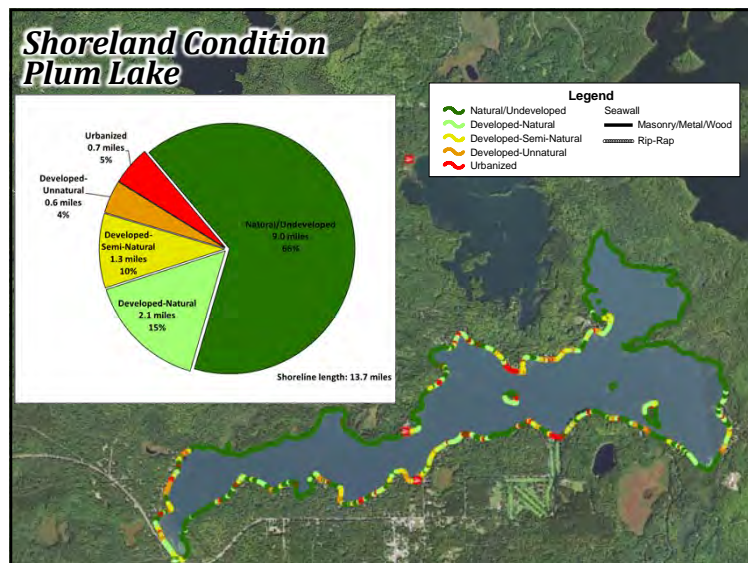 Shoreland Condition
Plum Lake
Urbanized
0.7 miles
5%
Developed-
Unnatural
0.6 miles
4%
Developed-
Semi-Natural
1.3 miles
10%
Developed-Natural
2.1 miles
15%
Natural/Undeveloped
9.0 miles
66%
Shoreline length: 13.7 miles
Legend
Natural/Undeveloped
Developed-Natural
Developed-Semi-Natural
Developed-Unnatural
Urbanized
Seawall
Masonry/Metal/Wood
Rip-Rap